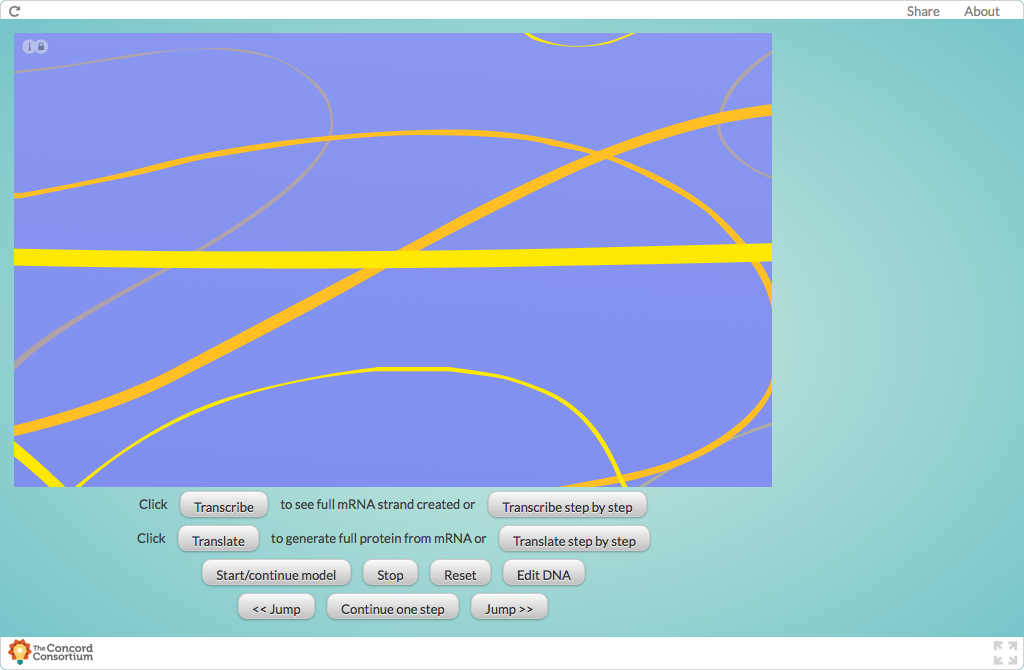 Share About
Click Transcribe to see full mRNA strand created or Transcribe step by step
Click Translate to generate full protein from mRNA or Translate step by step
Start/continue model Stop Reset Edit DNA
<< Jump Continue one step Jump >>
The Concord
Consortium